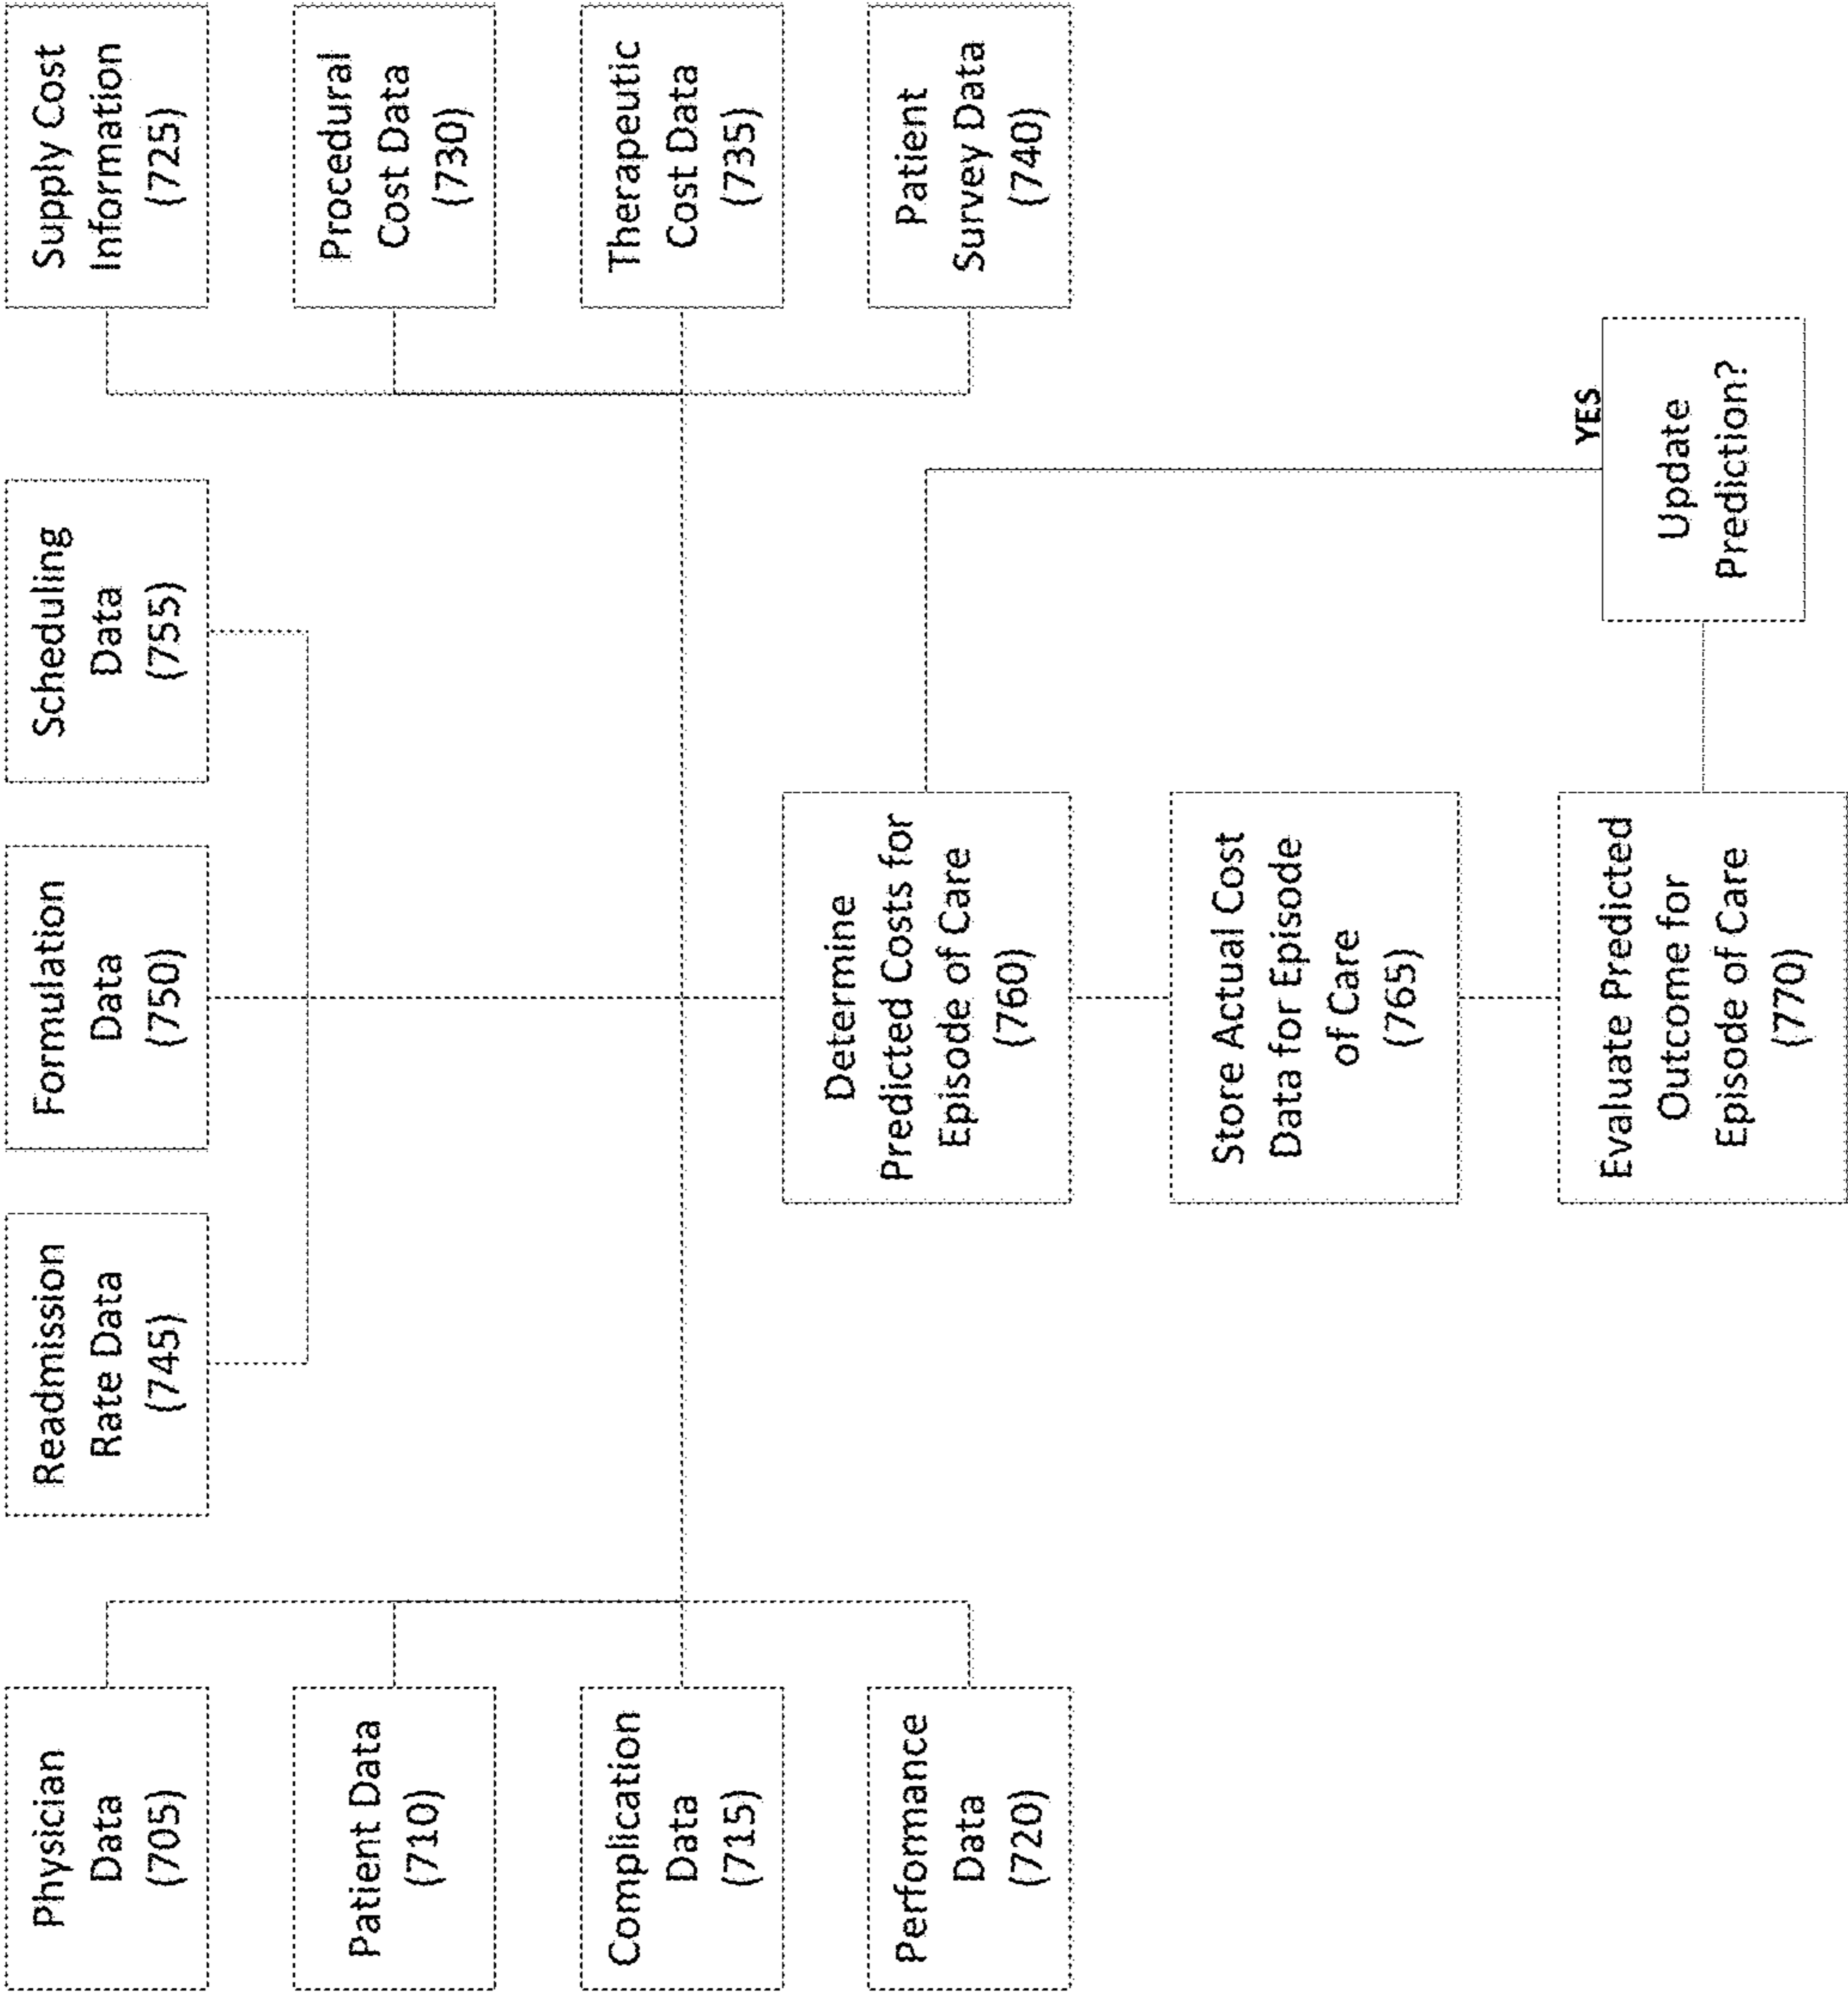 Physician
Data
(705)
Patient Data
(710)
Complication
Data
(715)
Performance
Data
(720)
Readmission
Rate Data
(745)
Formulation
Data
(750)
Scheduling
Data
(755)
Supply Cost
Information
(725)
Procedural
Cost Data
(730)
Therapeutic
Cost Data
(735)
Patient
Survey Data
(740)
Determine
Predicted Costs for
Episode of Care
(760)
Store Actual Cost
Data for Episode
of Care
(765)
Evaluate Predicted
Outcome for
Episode of Care
(770)
YES
Update
Prediction?